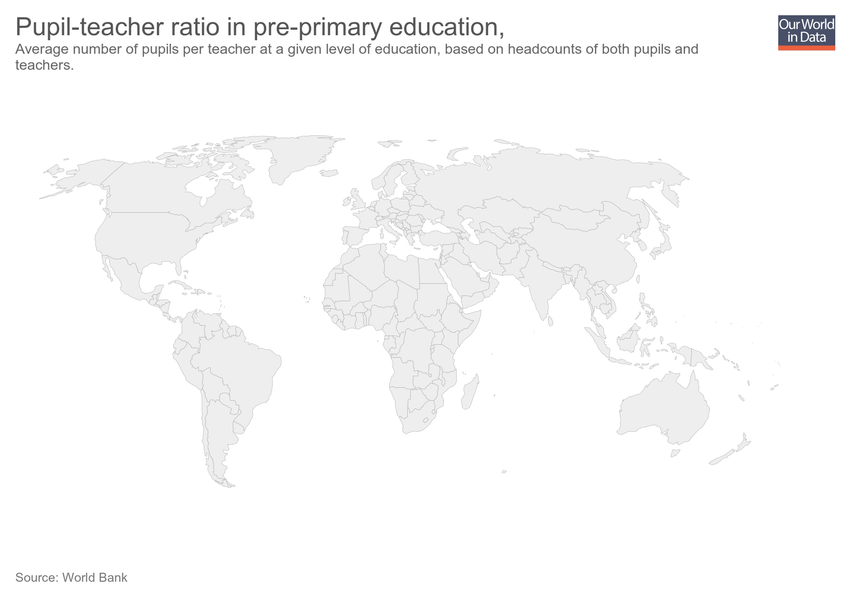 Pupil-teacher ratio in pre-primary education,
Our World
in Data
Average number of pupils per teacher at a given level of education, based on headcounts of both pupils and
teachers.
Source: World Bank